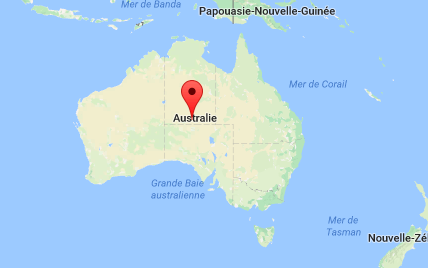 Mer de Banda
Papouasie-Nouvelle-Guinée
Mer de Corail
Australie
Grande Baie
australienne
Mer de
Tasman
Nouvelle-Zé